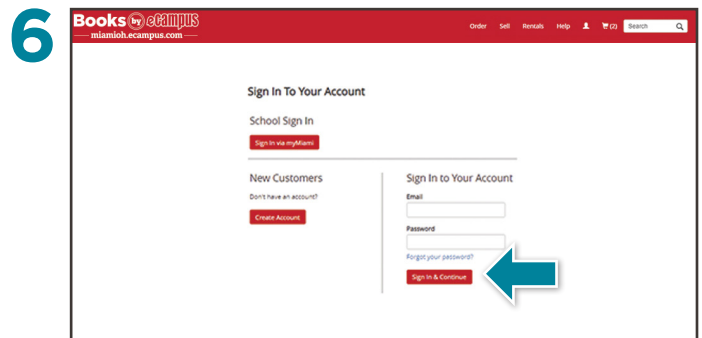 6
Books by eCAMPUS
miamioh.ecampus.com
Order Sell Rentals Help (2) Search
Sign In To Your Account
School Sign In
Sign In via myMiami
New Customers
Don't have an account?
Create Account
Sign In to Your Account
Email
Password
Forgot your password?
Sign In & Continue